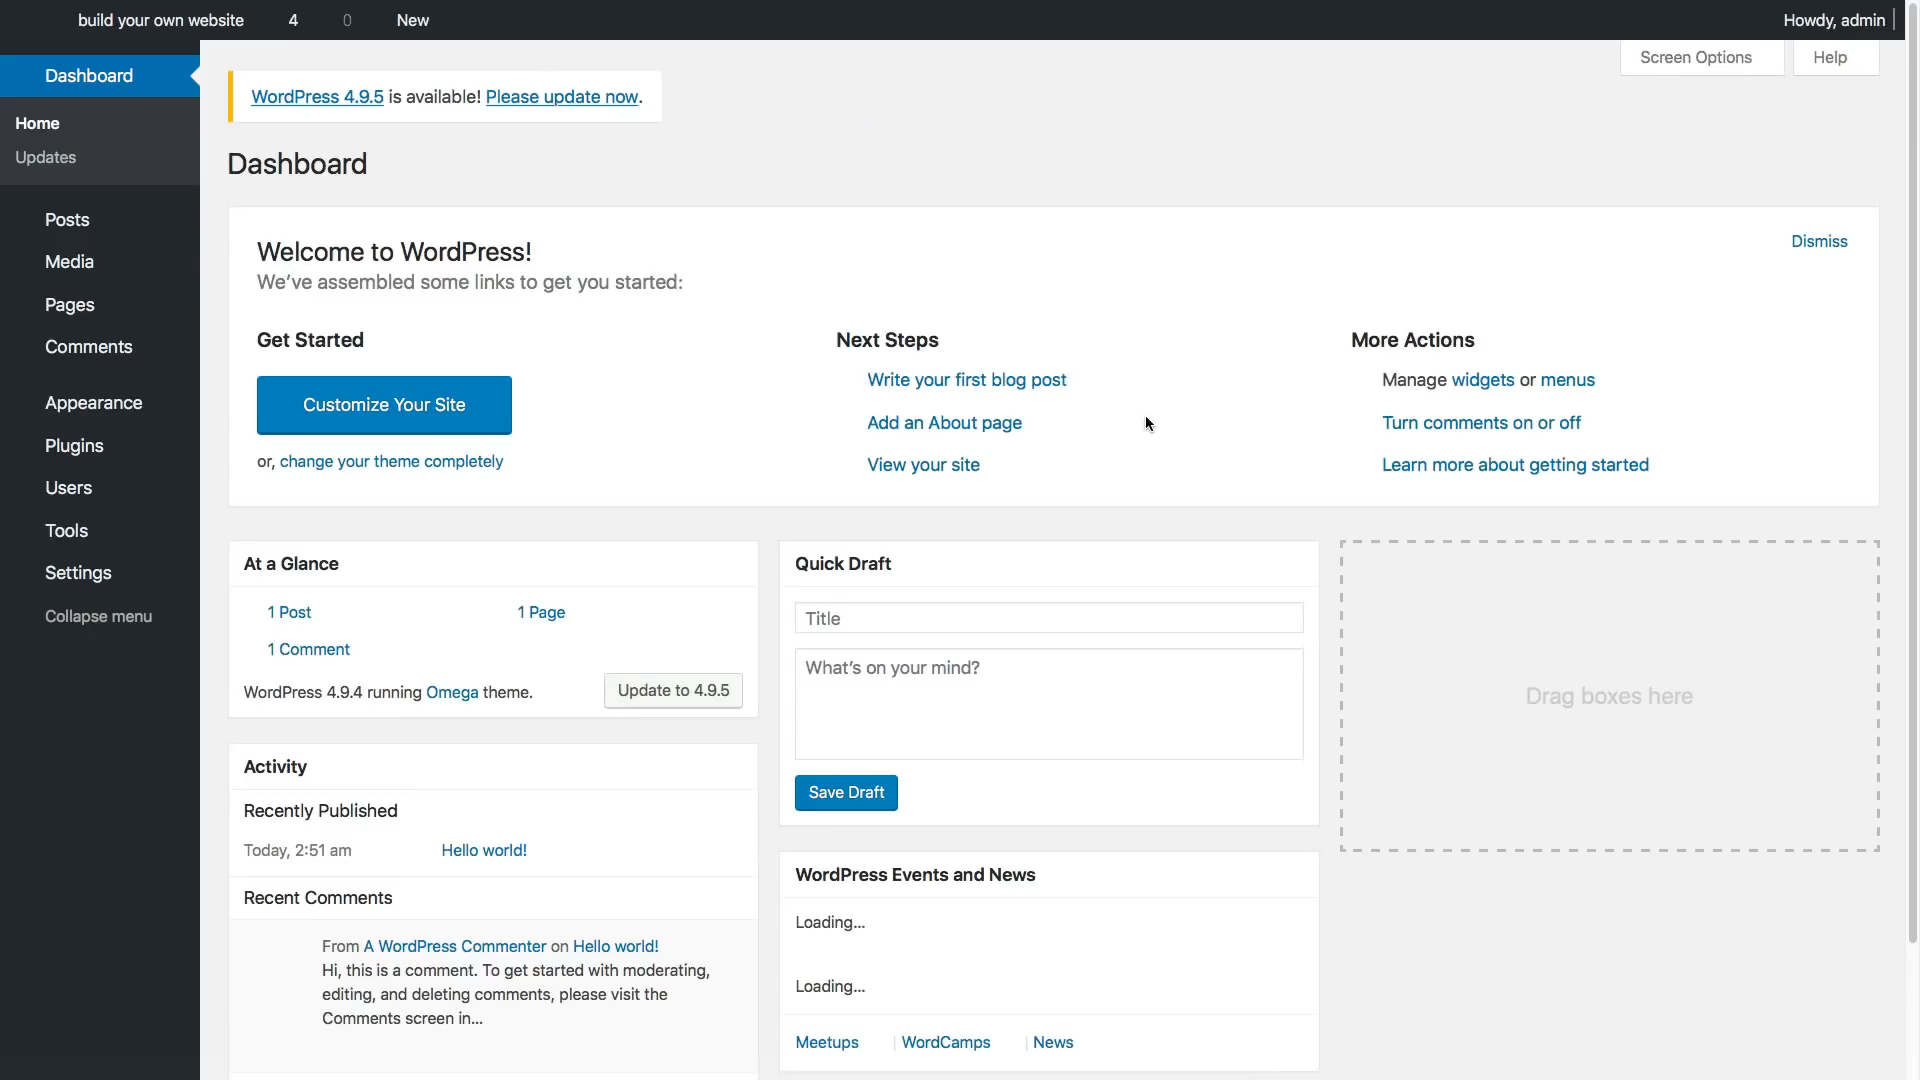 build your own website 4 0 New Howdy, admin
Dashboard
Home
Updates
Posts
Media
Pages
Comments
Appearance
Plugins
Users
Tools
Settings
Collapse menu
Screen Options Help
WordPress 4.9.5 is available! Please update now.
Dashboard
Welcome to WordPress!
We've assembled some links to get you started:
Dismiss
Get Started
Customize Your Site
or, change your theme completely
Next Steps
Write your first blog post
Add an About page
View your site
More Actions
Manage widgets or menus
Turn comments on or off
Learn more about getting started
At a Glance
1 Post 1 Page
1 Comment
WordPress 4.9.4 running Omega theme. Update to 4.9.5
Activity
Recently Published
Today, 2:51 am Hello world!
Recent Comments
From A WordPress Commenter on Hello world!
Hi, this is a comment. To get started with moderating,
editing, and deleting comments, please visit the
Comments screen in...
Quick Draft
Title
What's on your mind?
Save Draft
WordPress Events and News
Loading...
Loading...
Meetups | WordCamps | News
Drag boxes here